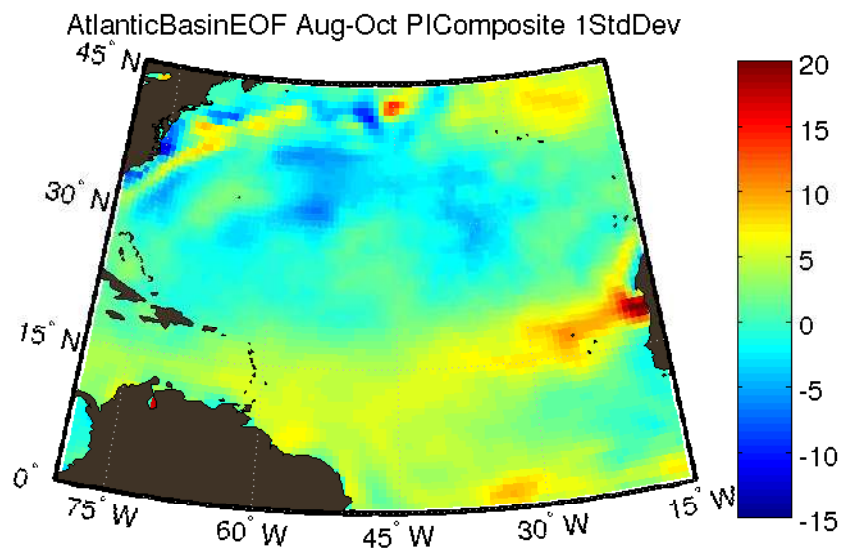 AtlanticBasinEOF Aug-Oct PIComposite 1StdDev
45° N
30° N
15° N
0°
75° W
60° W
45° W
30° W
15° W
20
15
10
5
0
-5
-10
-15